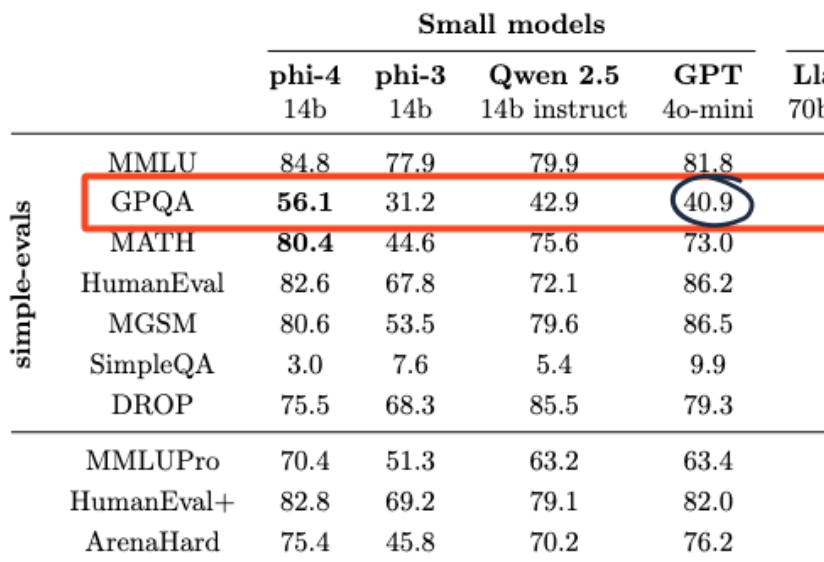 Small models
phi-4 phi-3 Qwen 2.5 GPT Lla
14b 14b 14b instruct 4o-mini 70b
simple-evals
MMLU 84.8 77.9 79.9 81.8
GPQA 56.1 31.2 42.9 40.9
MATH 80.4 44.6 75.6 73.0
HumanEval 82.6 67.8 72.1 86.2
MGSM 80.6 53.5 79.6 86.5
SimpleQA 3.0 7.6 5.4 9.9
DROP 75.5 68.3 85.5 79.3
MMLUPro 70.4 51.3 63.2 63.4
HumanEval+ 82.8 69.2 79.1 82.0
ArenaHard 75.4 45.8 70.2 76.2